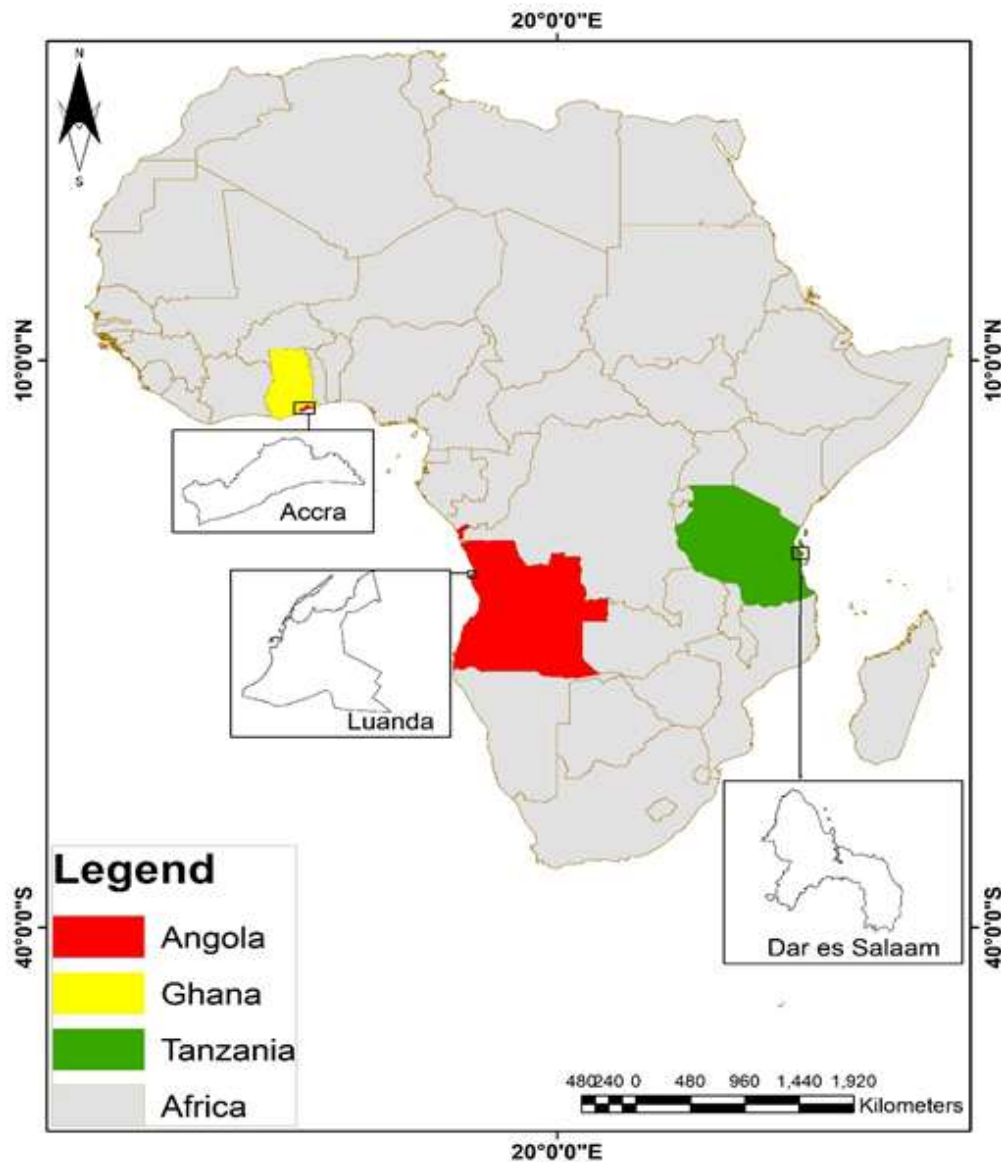 20°0'0"E
N
S
10°0'0"N
10°0'0"N
Accra
Luanda
Dar es Salaam
40°0'0"S
40°0'0"S
Legend
Angola
Ghana
Tanzania
Africa
480 240 0 480 960 1,440 1,920
Kilometers
20°0'0"E